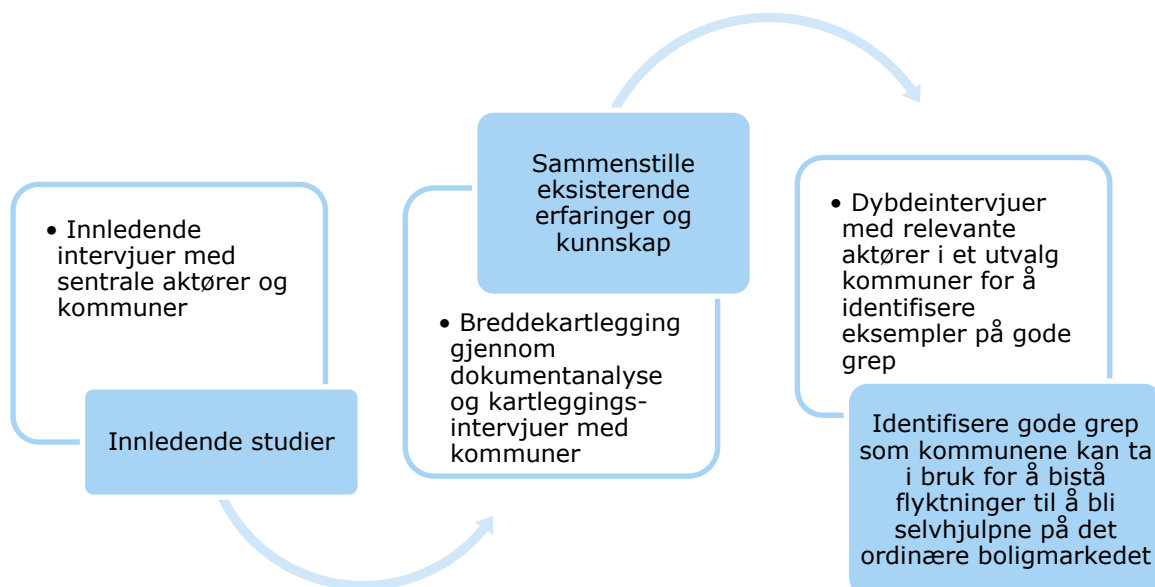 • Innledende
intervjuer med
sentrale aktører og
kommuner
Innledende studier
Sammenstille
eksisterende
erfaringer og
kunnskap
• Breddekartlegging
gjennom
dokumentanalyse
og kartleggings-
intervjuer med
kommuner
• Dybdeintervjuer
med relevante
aktører i et utvalg
kommuner for å
identifisere
eksempler på gode
grep
Identifisere gode grep
som kommunene kan ta
i bruk for å bistå
flyktninger til å bli
selvhjulpne på det
ordinære boligmarkedet